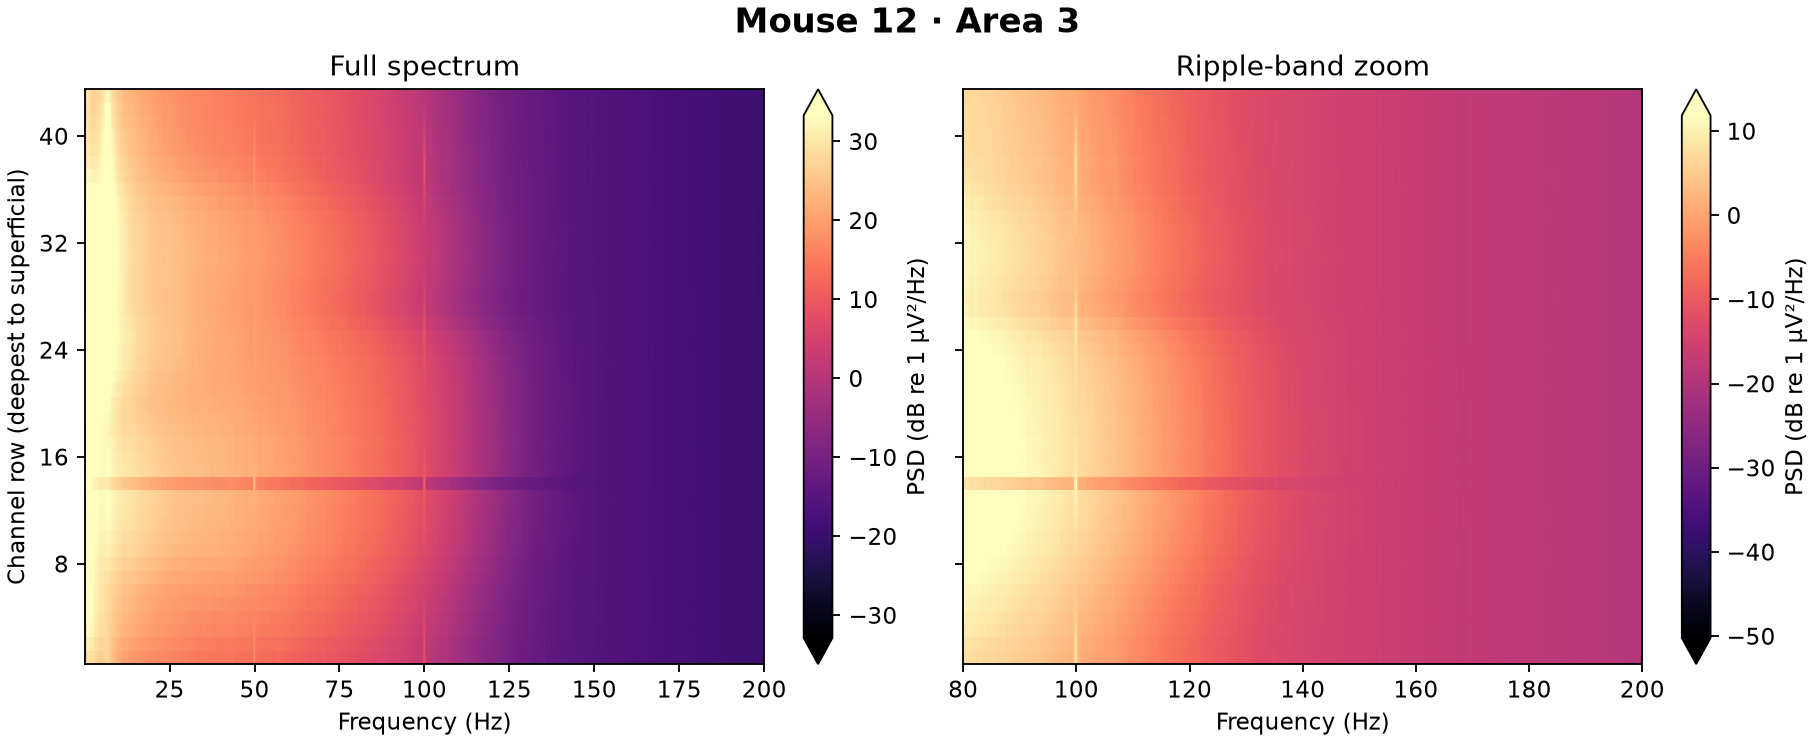 Mouse 12 · Area 3
Full spectrum
Channel row (deepest to superficial)
40
32
24
16
8
25 50 75 100 125 150 175 200
Frequency (Hz)
30
20
10
0
−10
−20
−30
PSD (dB re 1 µV²/Hz)
Ripple-band zoom
80 100 120 140 160 180 200
Frequency (Hz)
10
0
−10
−20
−30
−40
−50
PSD (dB re 1 µV²/Hz)